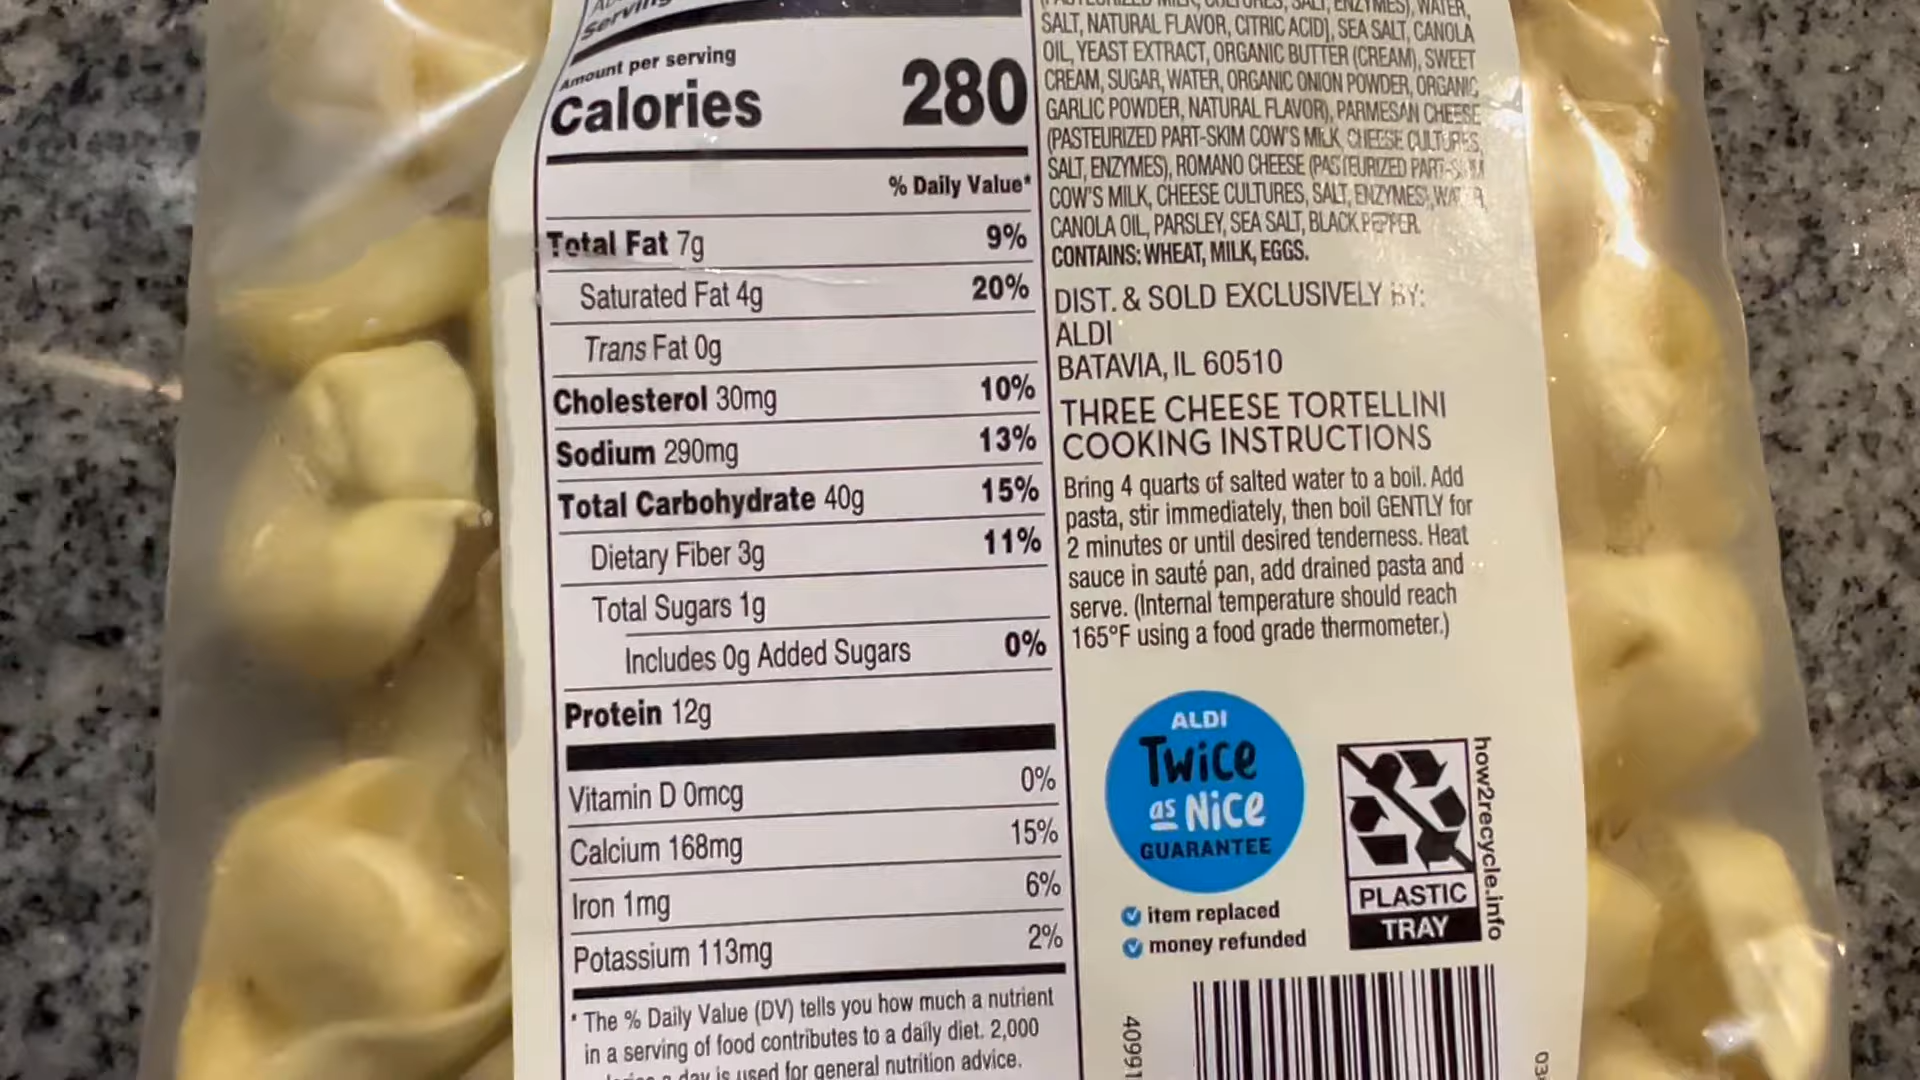 Serving
Amount per serving
Calories 280
% Daily Value*
Total Fat 7g 9%
Saturated Fat 4g 20%
Trans Fat 0g
Cholesterol 30mg 10%
Sodium 290mg 13%
Total Carbohydrate 40g 15%
Dietary Fiber 3g 11%
Total Sugars 1g
Includes 0g Added Sugars 0%
Protein 12g
Vitamin D 0mcg 0%
Calcium 168mg 15%
Iron 1mg 6%
Potassium 113mg 2%
* The % Daily Value (DV) tells you how much a nutrient
in a serving of food contributes to a daily diet. 2,000
a day is used for general nutrition advice.
MILK, CULTURES, SALT, ENZYMES), WATER,
SALT, NATURAL FLAVOR, CITRIC ACID], SEA SALT, CANOLA
OIL, YEAST EXTRACT, ORGANIC BUTTER (CREAM), SWEET
CREAM, SUGAR, WATER, ORGANIC ONION POWDER, ORGANIC
GARLIC POWDER, NATURAL FLAVOR), PARMESAN CHEESE
(PASTEURIZED PART-SKIM COW'S MILK, CHEESE CULTURES,
SALT, ENZYMES), ROMANO CHEESE (PASTEURIZED PART-SKIM
COW'S MILK, CHEESE CULTURES, SALT, ENZYMES), WATER,
CANOLA OIL, PARSLEY, SEA SALT, BLACK PEPPER.
CONTAINS: WHEAT, MILK, EGGS.
DIST. & SOLD EXCLUSIVELY BY:
ALDI
BATAVIA, IL 60510
THREE CHEESE TORTELLINI
COOKING INSTRUCTIONS
Bring 4 quarts of salted water to a boil. Add
pasta, stir immediately, then boil GENTLY for
2 minutes or until desired tenderness. Heat
sauce in sauté pan, add drained pasta and
serve. (Internal temperature should reach
165°F using a food grade thermometer.)
ALDI
Twice
as Nice
GUARANTEE
item replaced
money refunded
PLASTIC
TRAY
how2recycle.info
40991